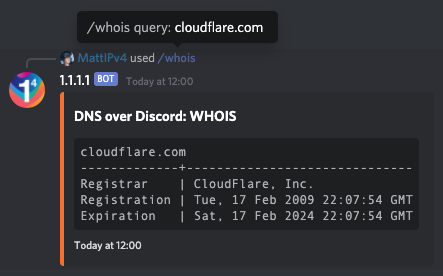 /whois query: cloudflare.com
MattIPv4 used /whois
1.1.1.1 BOT Today at 12:00
1⁴
DNS over Discord: WHOIS
cloudflare.com
-------------+-----------------------------
Registrar | CloudFlare, Inc.
Registration | Tue, 17 Feb 2009 22:07:54 GMT
Expiration | Sat, 17 Feb 2024 22:07:54 GMT
Today at 12:00